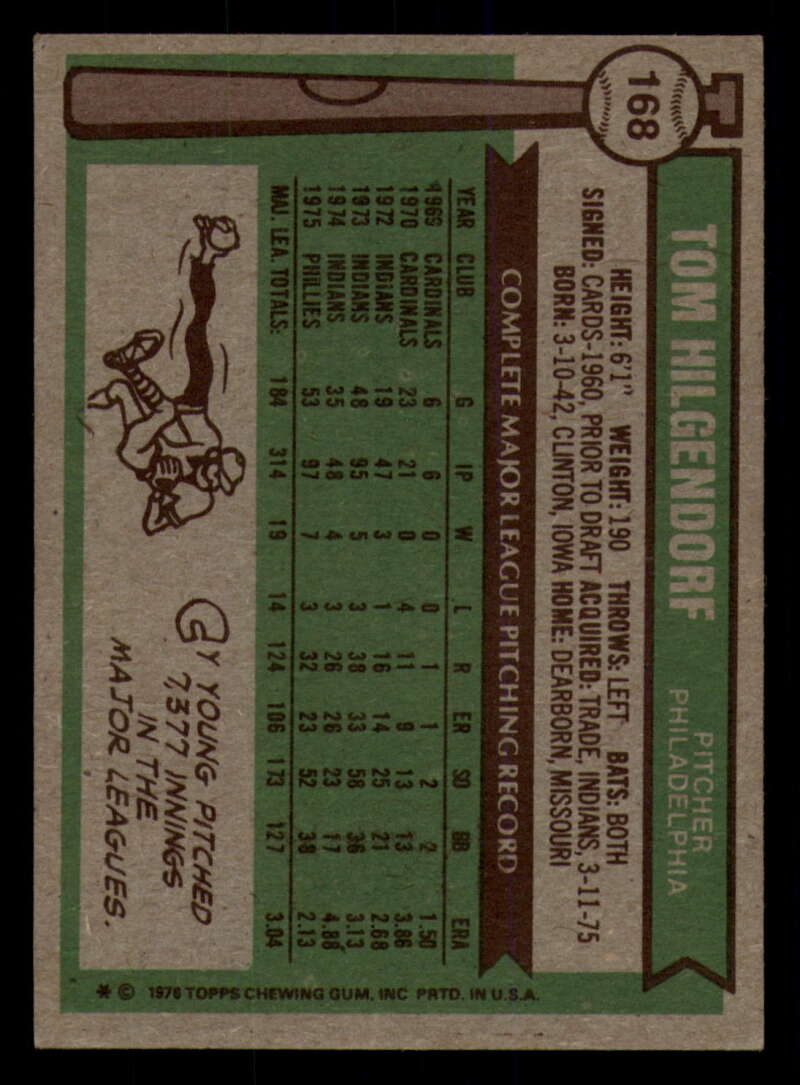 168
TOM HILGENDORF
PITCHER
PHILADELPHIA
HEIGHT: 6'1" WEIGHT: 190 THROWS: LEFT BATS: BOTH
SIGNED: CARDS-1960, PRIOR TO DRAFT ACQUIRED: TRADE, INDIANS, 3-11-75
BORN: 3-10-42, CLINTON, IOWA HOME: DEARBORN, MISSOURI
COMPLETE MAJOR LEAGUE PITCHING RECORD
YEAR CLUB G IP W L R ER SO BB ERA
1969 CARDINALS 6 6 0 0 1 1 2 2 1.50
1970 CARDINALS 23 21 0 4 11 9 13 13 3.86
1972 INDIANS 19 47 3 1 16 14 25 21 2.68
1973 INDIANS 48 95 5 3 38 33 58 36 3.13
1974 INDIANS 35 48 4 3 26 26 23 17 4.88
1975 PHILLIES 53 97 7 3 32 23 52 38 2.13
MAJ. LEA. TOTALS: 184 314 19 14 124 106 173 127 3.04
CY YOUNG PITCHED
7,377 INNINGS
IN THE
MAJOR LEAGUES.
* © 1976 TOPPS CHEWING GUM, INC PRTD. IN U.S.A.